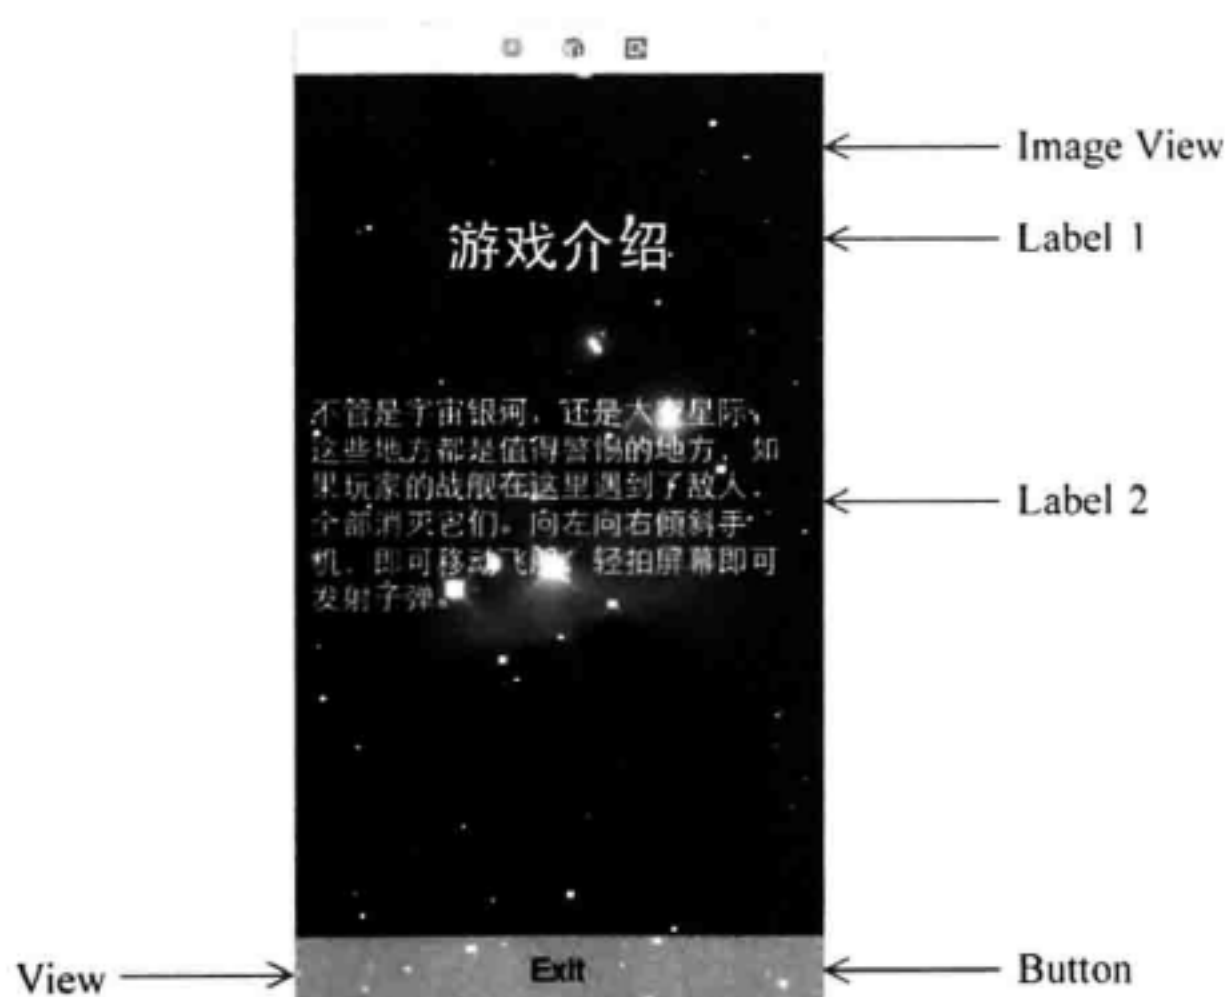 Image View
游戏介绍
Label 1
不管是宇宙银河，还是大星际，
这些地方都是值得警惕的地方，如
果玩家的战舰在这里遇到了敌人，
全部消灭它们。向左向右倾斜手
机，即可移动飞，轻拍屏幕即可
发射子弹。
Label 2
View
Exit
Button